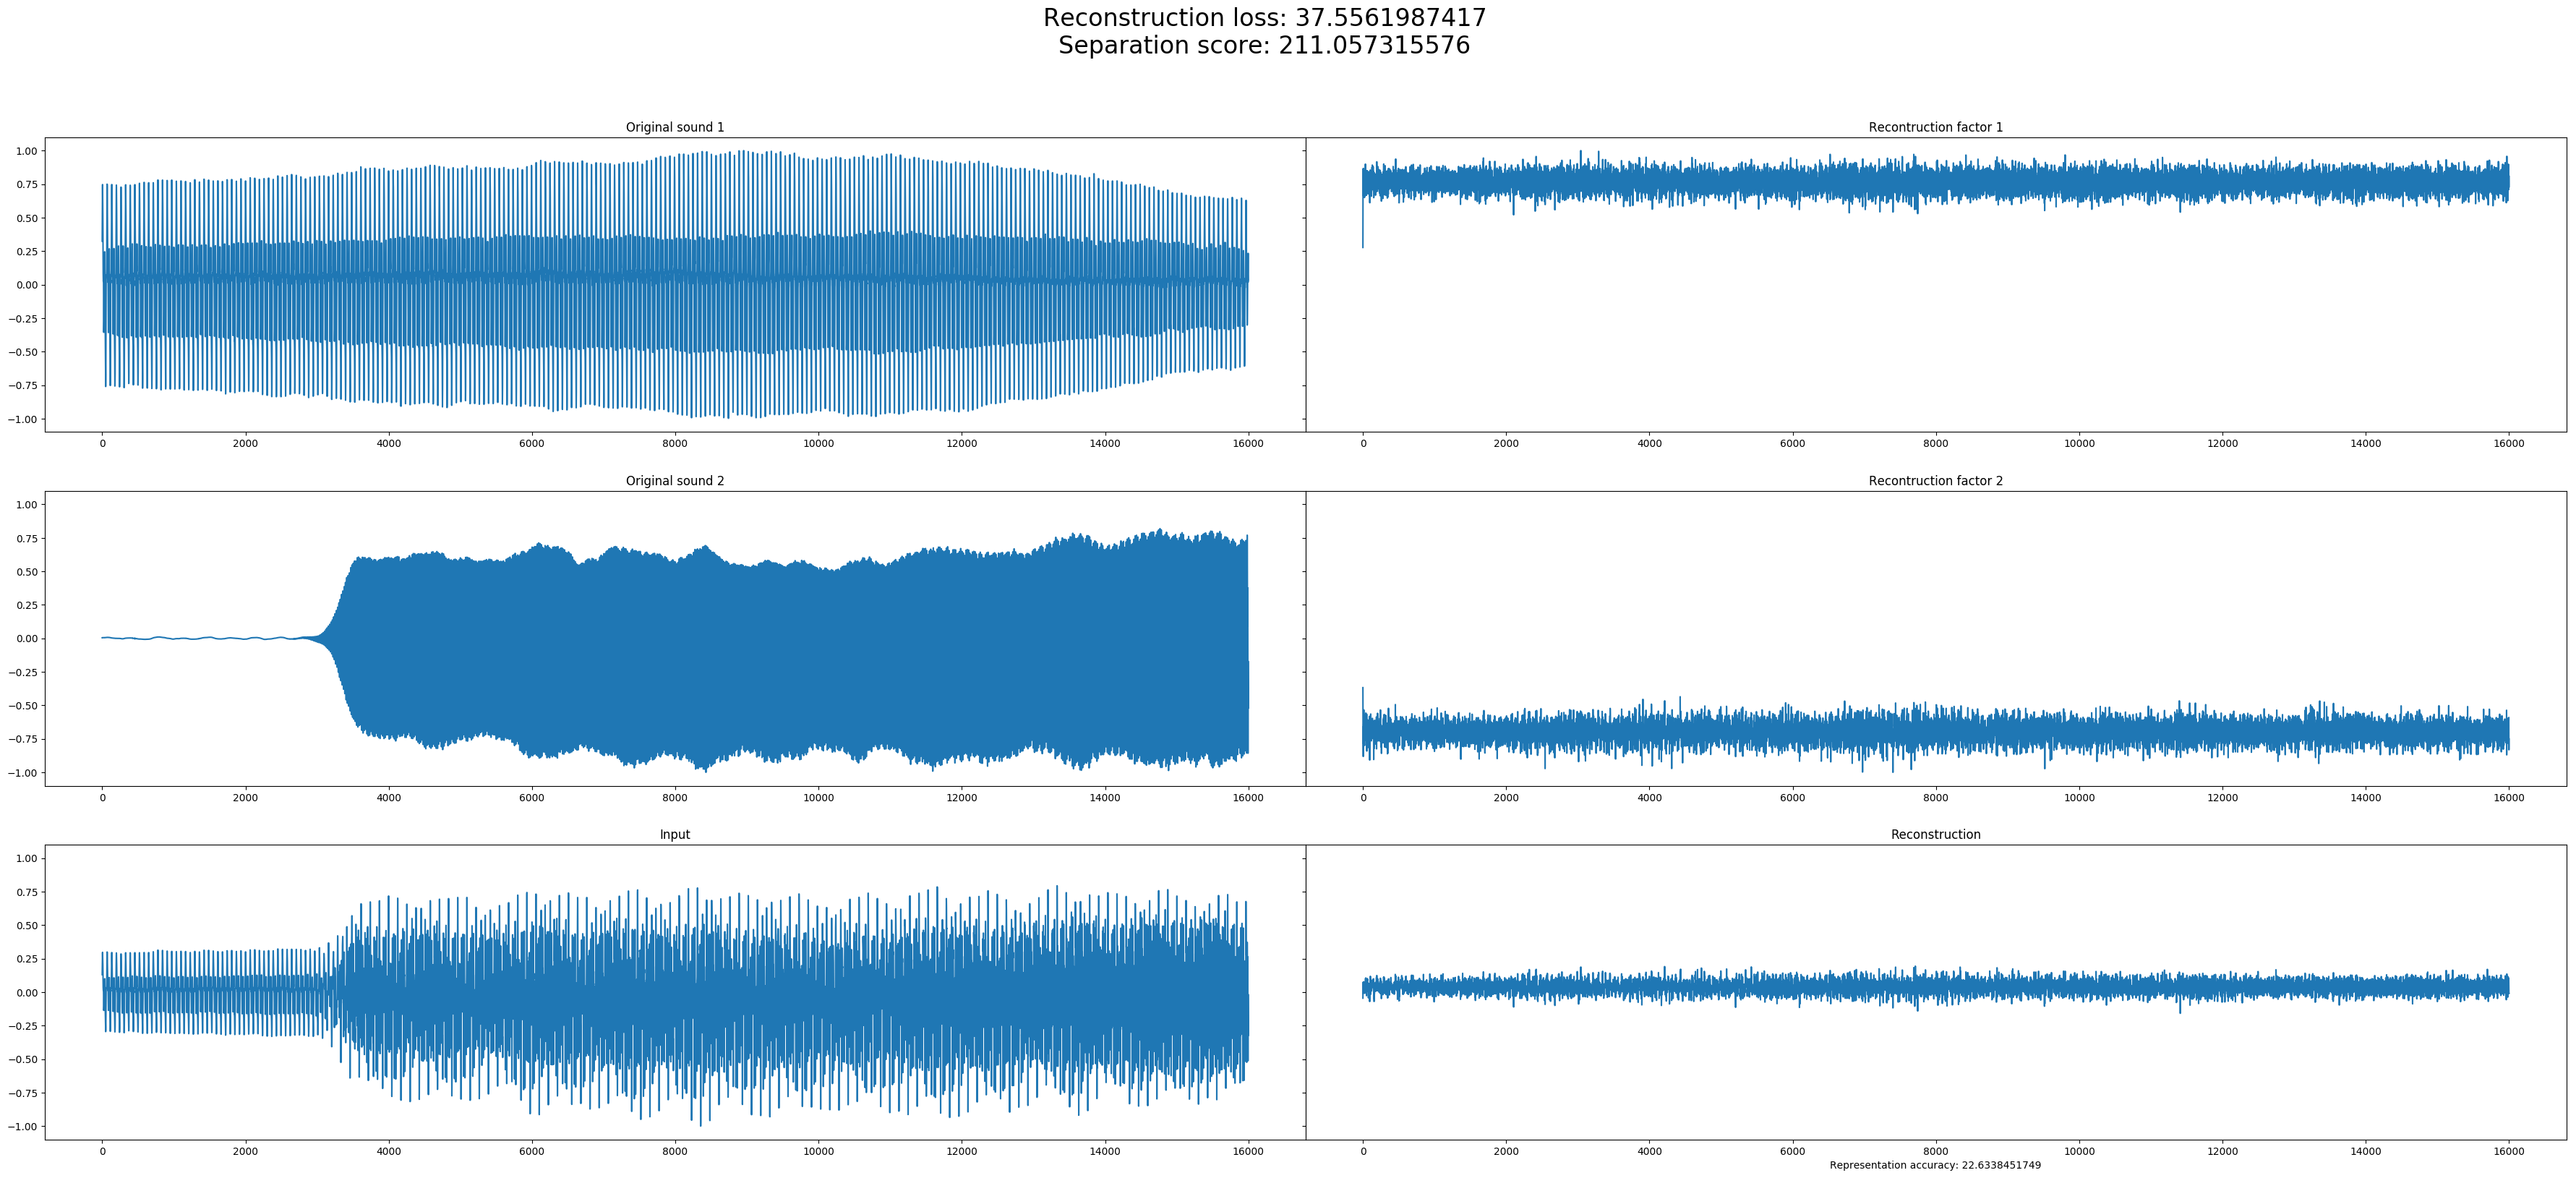 Reconstruction loss: 37.5561987417
Separation score: 211.057315576
Original sound 1
Recontruction factor 1
1.00
0.75
0.50
0.25
0.00
−0.25
−0.50
−0.75
−1.00
0 2000 4000 6000 8000 10000 12000 14000 16000
0 2000 4000 6000 8000 10000 12000 14000 16000
Original sound 2
Reconstruction factor 2
1.00
0.75
0.50
0.25
0.00
−0.25
−0.50
−0.75
−1.00
0 2000 4000 6000 8000 10000 12000 14000 16000
0 2000 4000 6000 8000 10000 12000 14000 16000
Input
Reconstruction
1.00
0.75
0.50
0.25
0.00
−0.25
−0.50
−0.75
−1.00
0 2000 4000 6000 8000 10000 12000 14000 16000
0 2000 4000 6000 8000 10000 12000 14000 16000
Representation accuracy: 22.6338451749